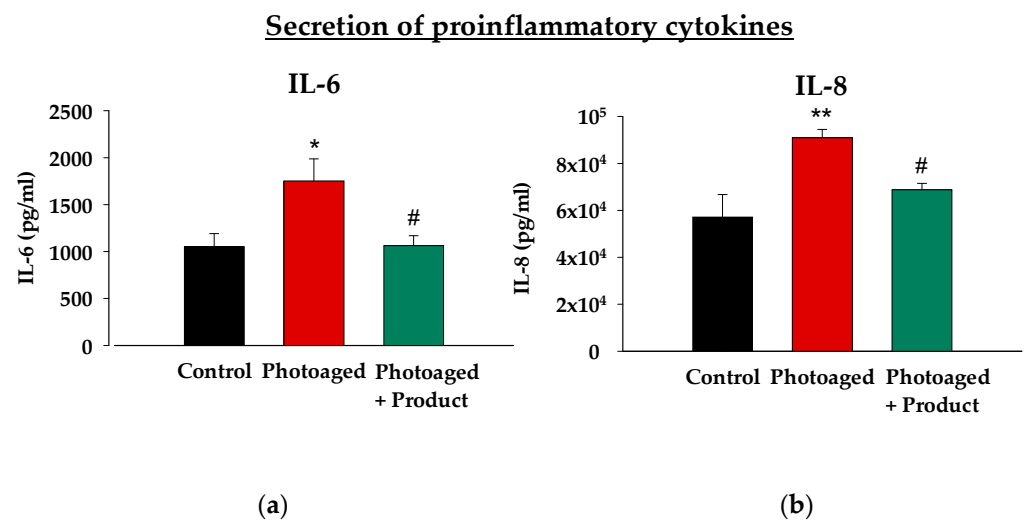 Secretion of proinflammatory cytokines
IL-6
IL-6 (pg/ml)
2500
2000
1500
1000
500
0
*
#
Control Photoaged Photoaged
+ Product
(a)
IL-8
IL-8 (pg/ml)
10⁵
8x10⁴
6x10⁴
4x10⁴
2x10⁴
0
**
#
Control Photoaged Photoaged
+ Product
(b)